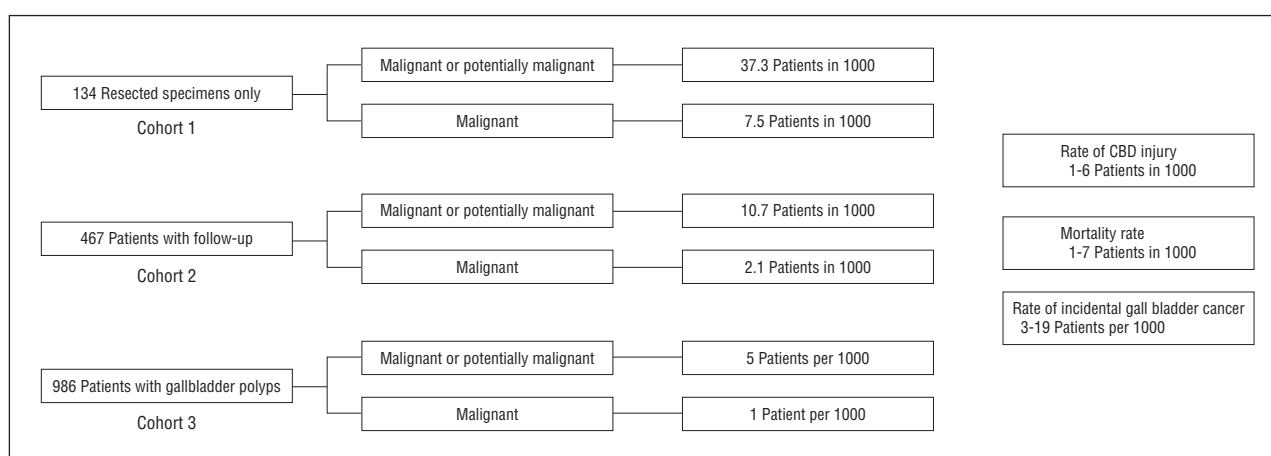 134 Resected specimens only
Cohort 1
Malignant or potentially malignant
37.3 Patients in 1000
Malignant
7.5 Patients in 1000
467 Patients with follow-up
Cohort 2
Malignant or potentially malignant
10.7 Patients in 1000
Malignant
2.1 Patients in 1000
986 Patients with gallbladder polyps
Cohort 3
Malignant or potentially malignant
5 Patients per 1000
Malignant
1 Patient per 1000
Rate of CBD injury
1-6 Patients in 1000
Mortality rate
1-7 Patients in 1000
Rate of incidental gall bladder cancer
3-19 Patients per 1000